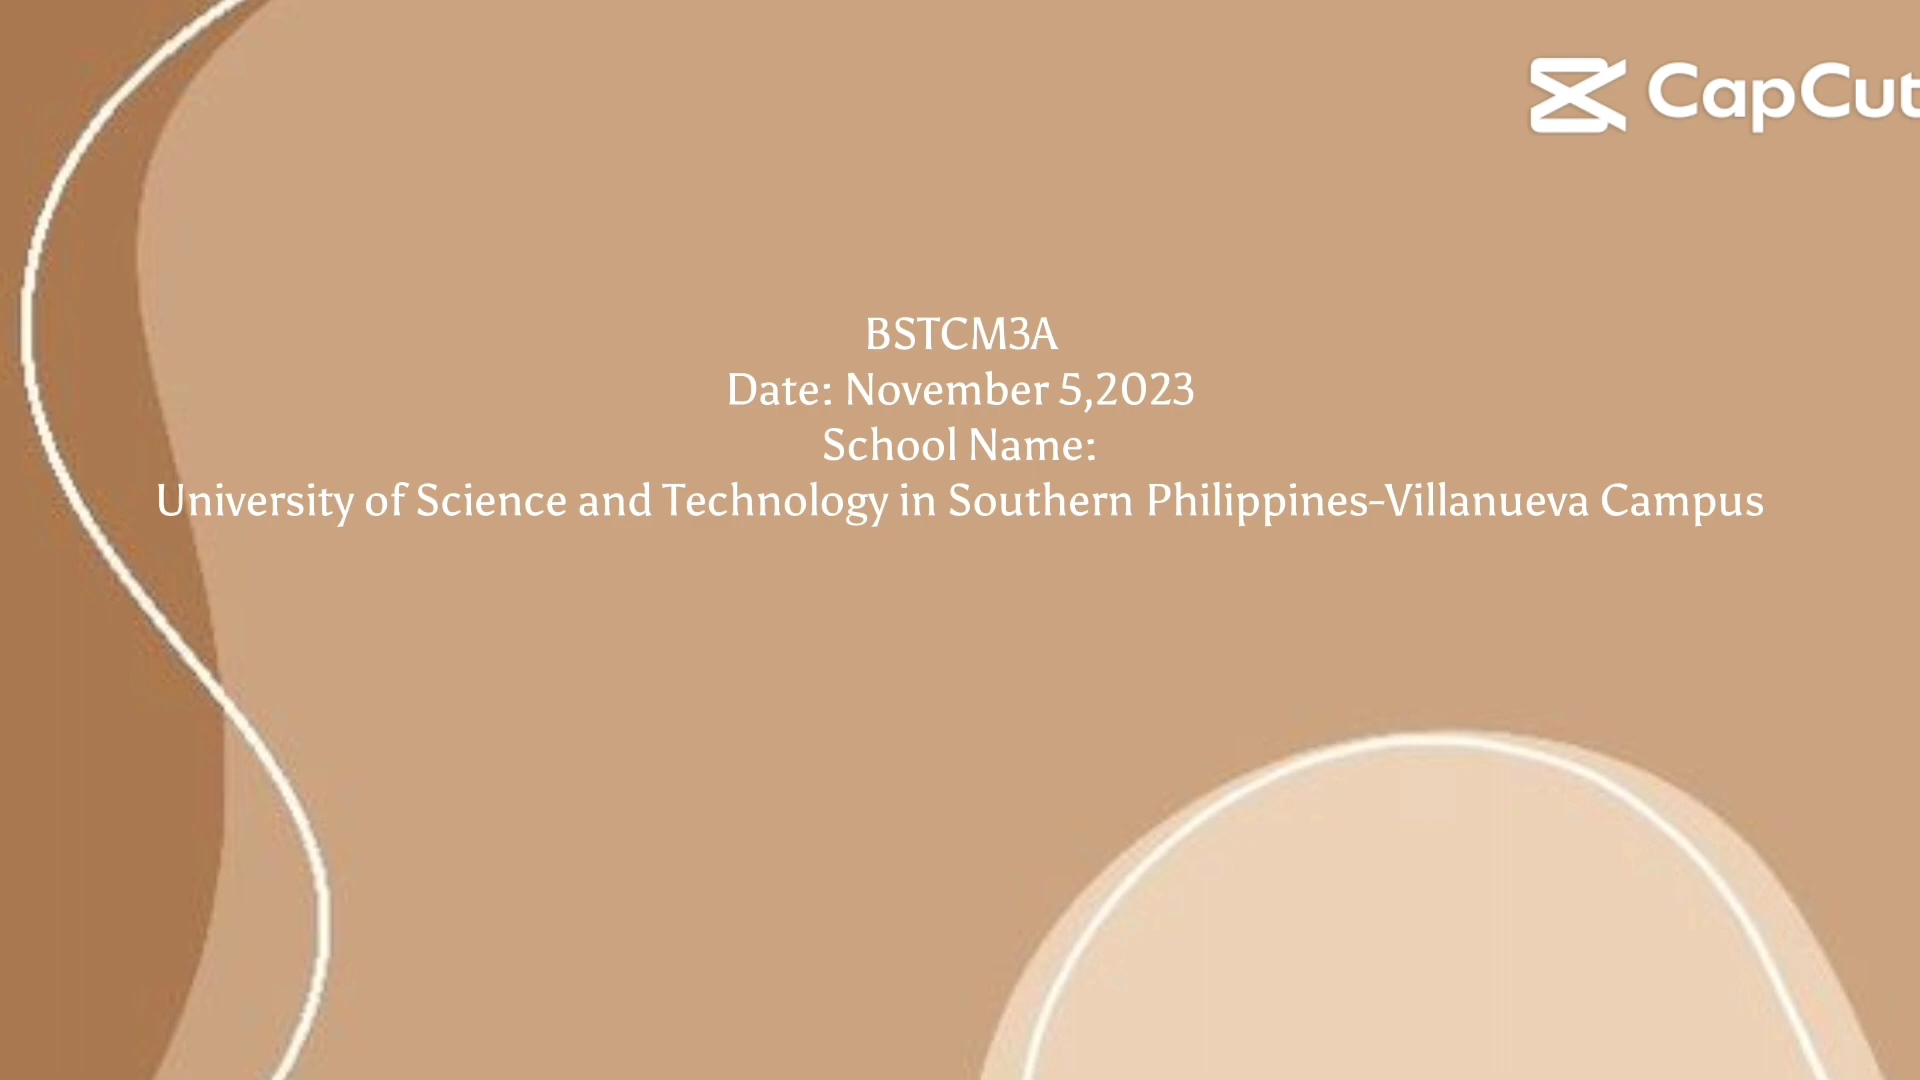 CapCut
BSTCM3A
Date: November 5,2023
School Name:
University of Science and Technology in Southern Philippines-Villanueva Campus